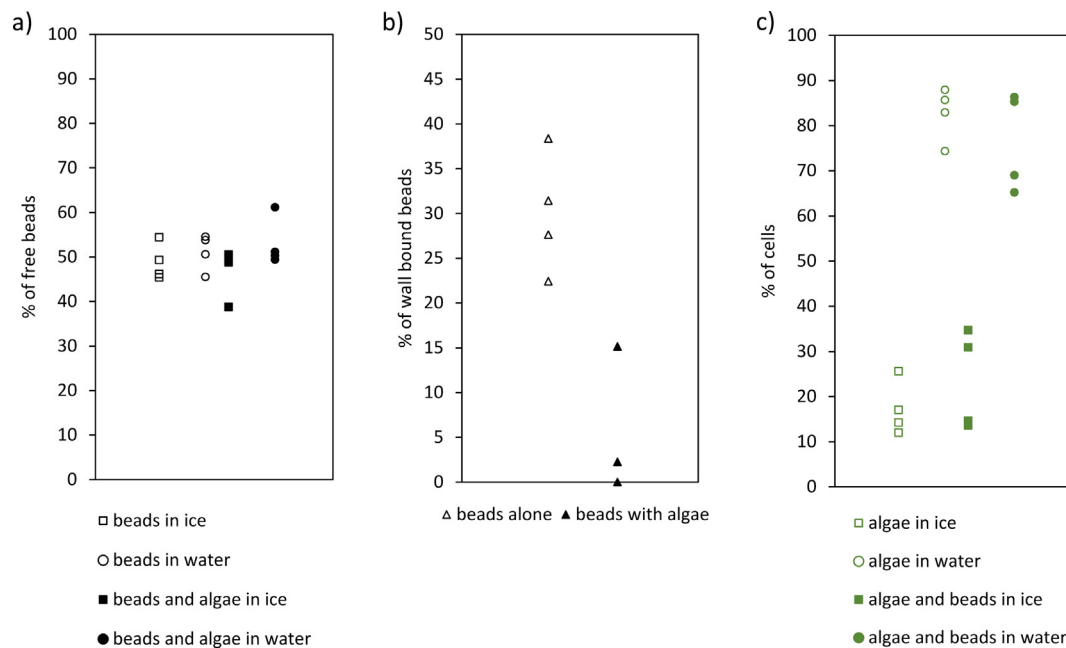 a)
100
90
80
70
60
50
40
30
20
10
0
% of free beads
□ beads in ice
○ beads in water
■ beads and algae in ice
● beads and algae in water
b)
50
45
40
35
30
25
20
15
10
5
0
% of wall bound beads
△ beads alone ▲ beads with algae
c)
100
90
80
70
60
50
40
30
20
10
0
% of cells
□ algae in ice
○ algae in water
■ algae and beads in ice
● algae and beads in water